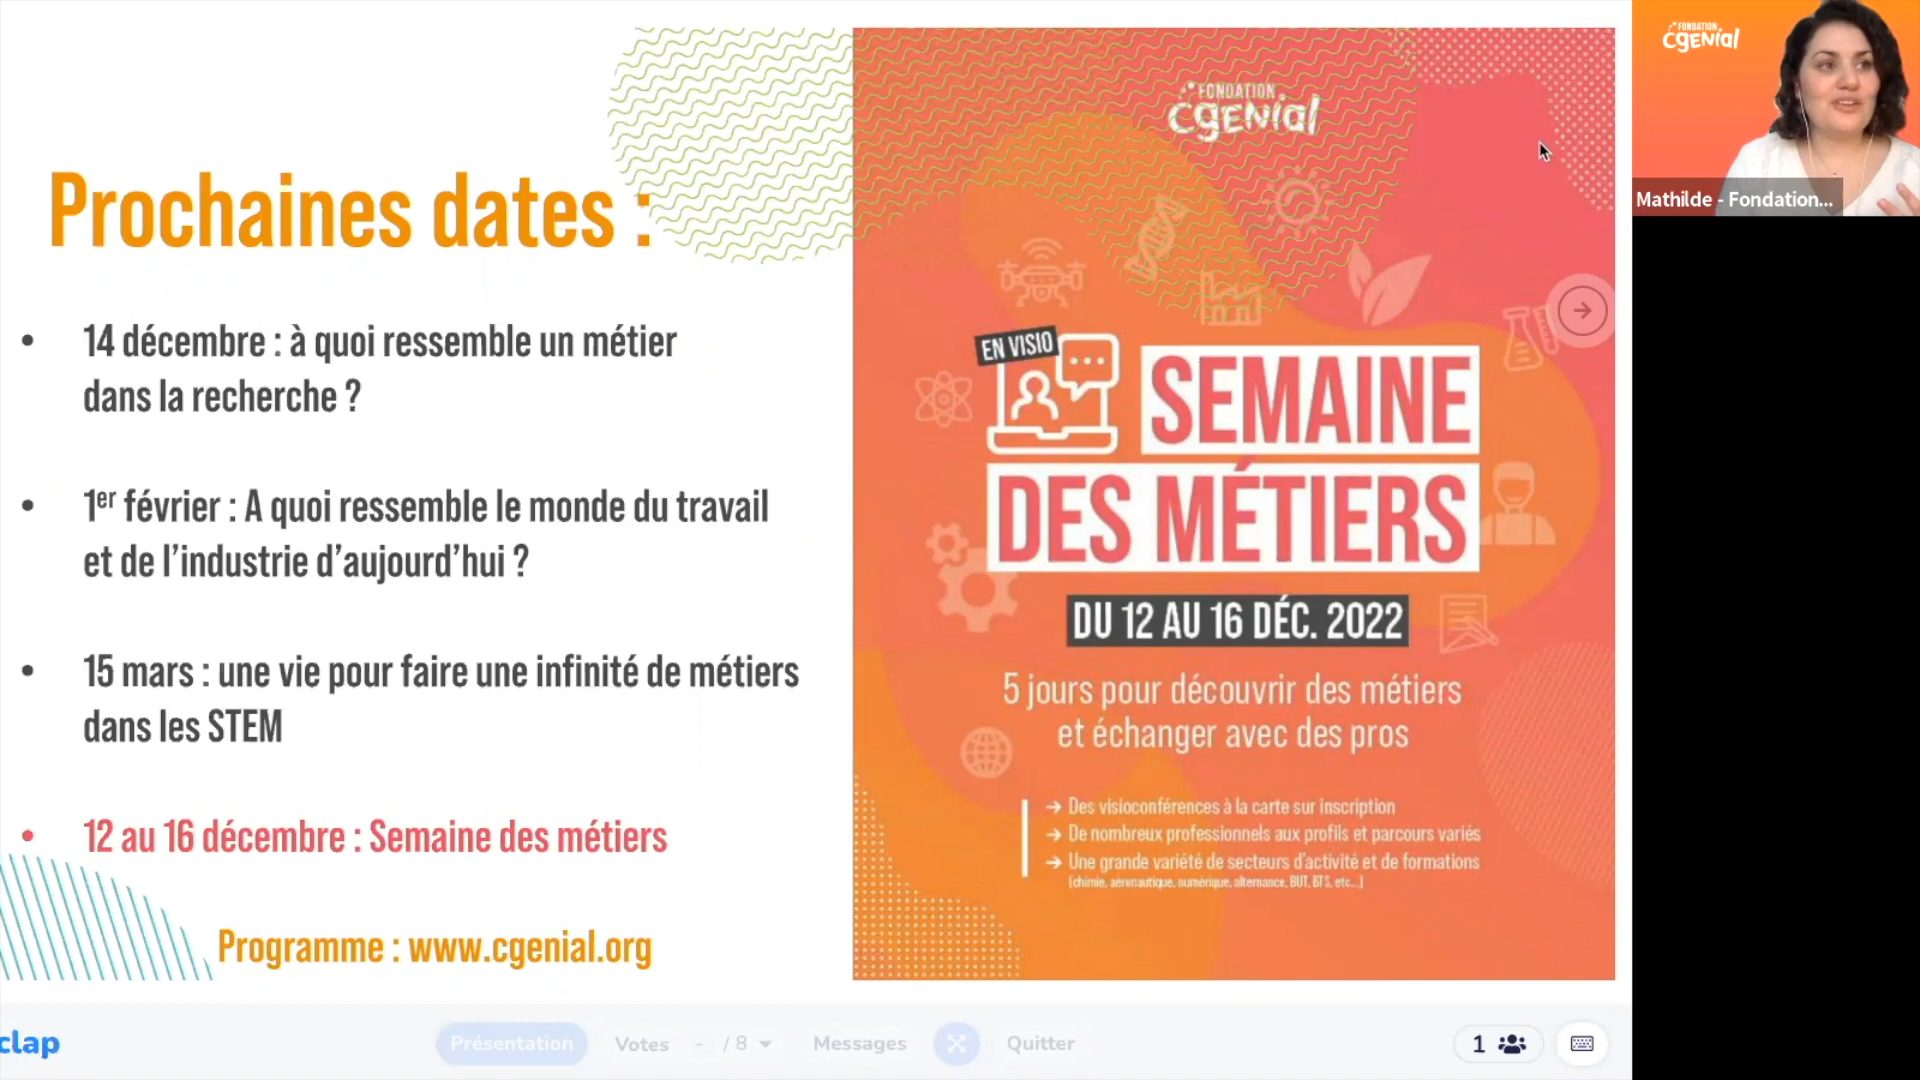 Prochaines dates :
• 14 décembre : à quoi ressemble un métier
dans la recherche ?
• 1er février : A quoi ressemble le monde du travail
et de l’industrie d’aujourd’hui ?
• 15 mars : une vie pour faire une infinité de métiers
dans les STEM
• 12 au 16 décembre : Semaine des métiers
Programme : www.cgenial.org
FONDATION
CGENIAL
EN VISIO
SEMAINE
DES MÉTIERS
DU 12 AU 16 DÉC. 2022
5 jours pour découvrir des métiers
et échanger avec des pros
→ Des visioconférences à la carte sur inscription
→ De nombreux professionnels aux profils et parcours variés
→ Une grande variété de secteurs d’activité et de formations
(chimie, aéronautique, numérique, alternance, BUT, BTS, etc...)
FONDATION
CGENIAL
Mathilde - Fondation...
clap
Présentation
Votes - / 8
Messages
Quitter
1